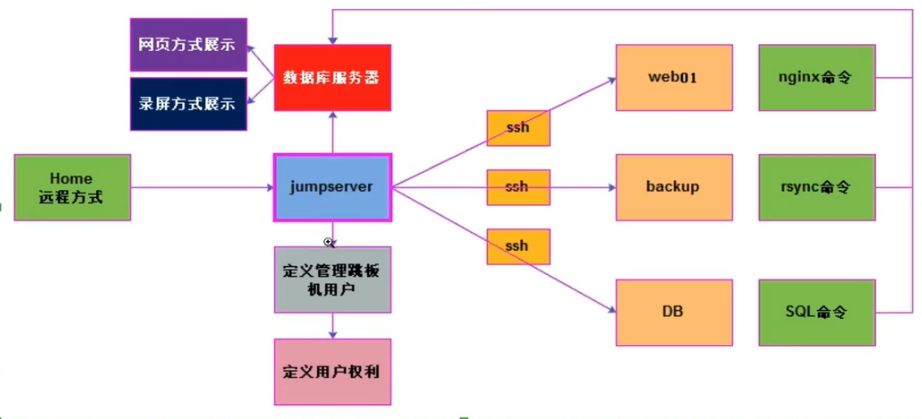 网页方式展示
数据库服务器
web01
nginx命令
录屏方式展示
ssh
Home
远程方式
jumpserver
ssh
backup
rsync命令
ssh
定义管理跳板
机用户
DB
SQL命令
定义用户权利